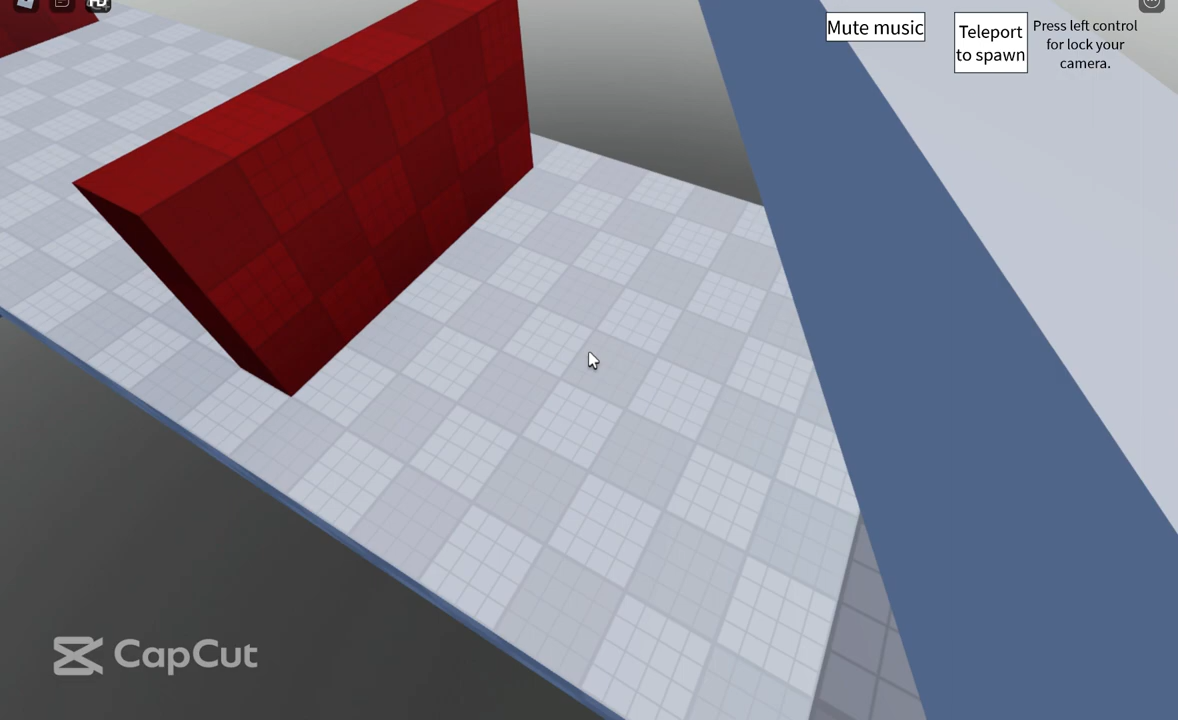 Mute music
Teleport
to spawn
Press left control
for lock your
camera.
CapCut